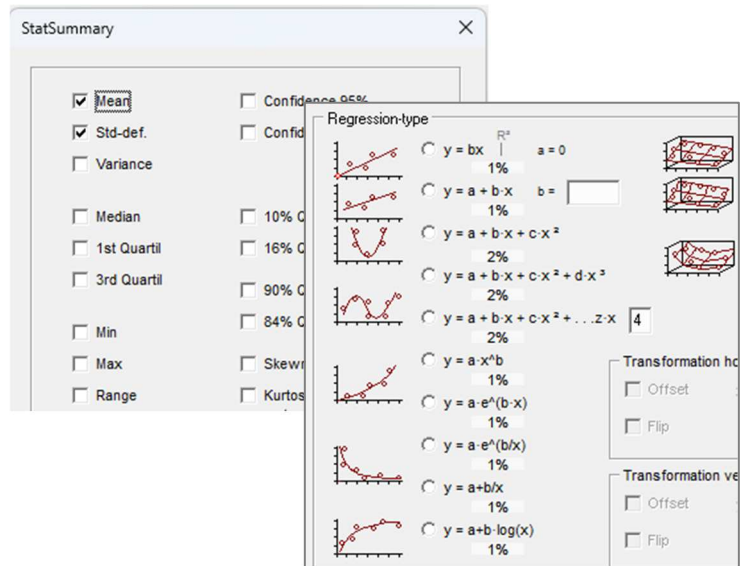 StatSummary
Mean
Std-def.
Variance
Median
1st Quartil
3rd Quartil
Min
Max
Range
Confidence 95%
Confid
10% Q
16% Q
90% Q
84% Q
Skewr
Kurtos
Regression-type
R²
y = bx a = 0
1%
y = a + b·x b =
1%
y = a + b·x + c·x ²
2%
y = a + b·x + c·x ² + d·x ³
2%
y = a + b·x + c·x ² + . . .z·x 4
2%
y = a·x^b
1%
y = a·e^(b·x)
1%
y = a·e^(b/x)
1%
y = a+b/x
1%
y = a+b·log(x)
1%
Transformation ho
Offset
Flip
Transformation ve
Offset
Flip